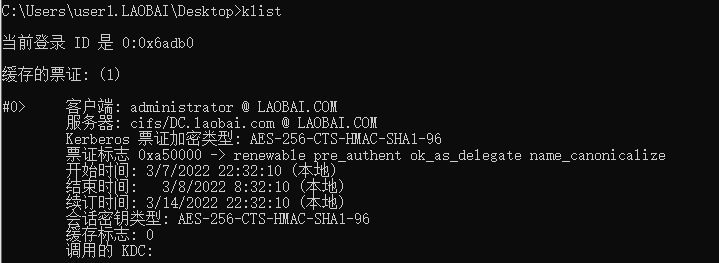 C:\Users\user1.LAOBAI\Desktop>klist
当前登录 ID 是 0:0x6adb0
缓存的票证: (1)
#0> 客户端: administrator @ LAOBAI.COM
服务器: cifs/DC.laobai.com @ LAOBAI.COM
Kerberos 票证加密类型: AES-256-CTS-HMAC-SHA1-96
票证标志 0xa50000 -> renewable pre_authent ok_as_delegate name_canonicalize
开始时间: 3/7/2022 22:32:10 (本地)
结束时间: 3/8/2022 8:32:10 (本地)
续订时间: 3/14/2022 22:32:10 (本地)
会话密钥类型: AES-256-CTS-HMAC-SHA1-96
缓存标志: 0
调用的 KDC: